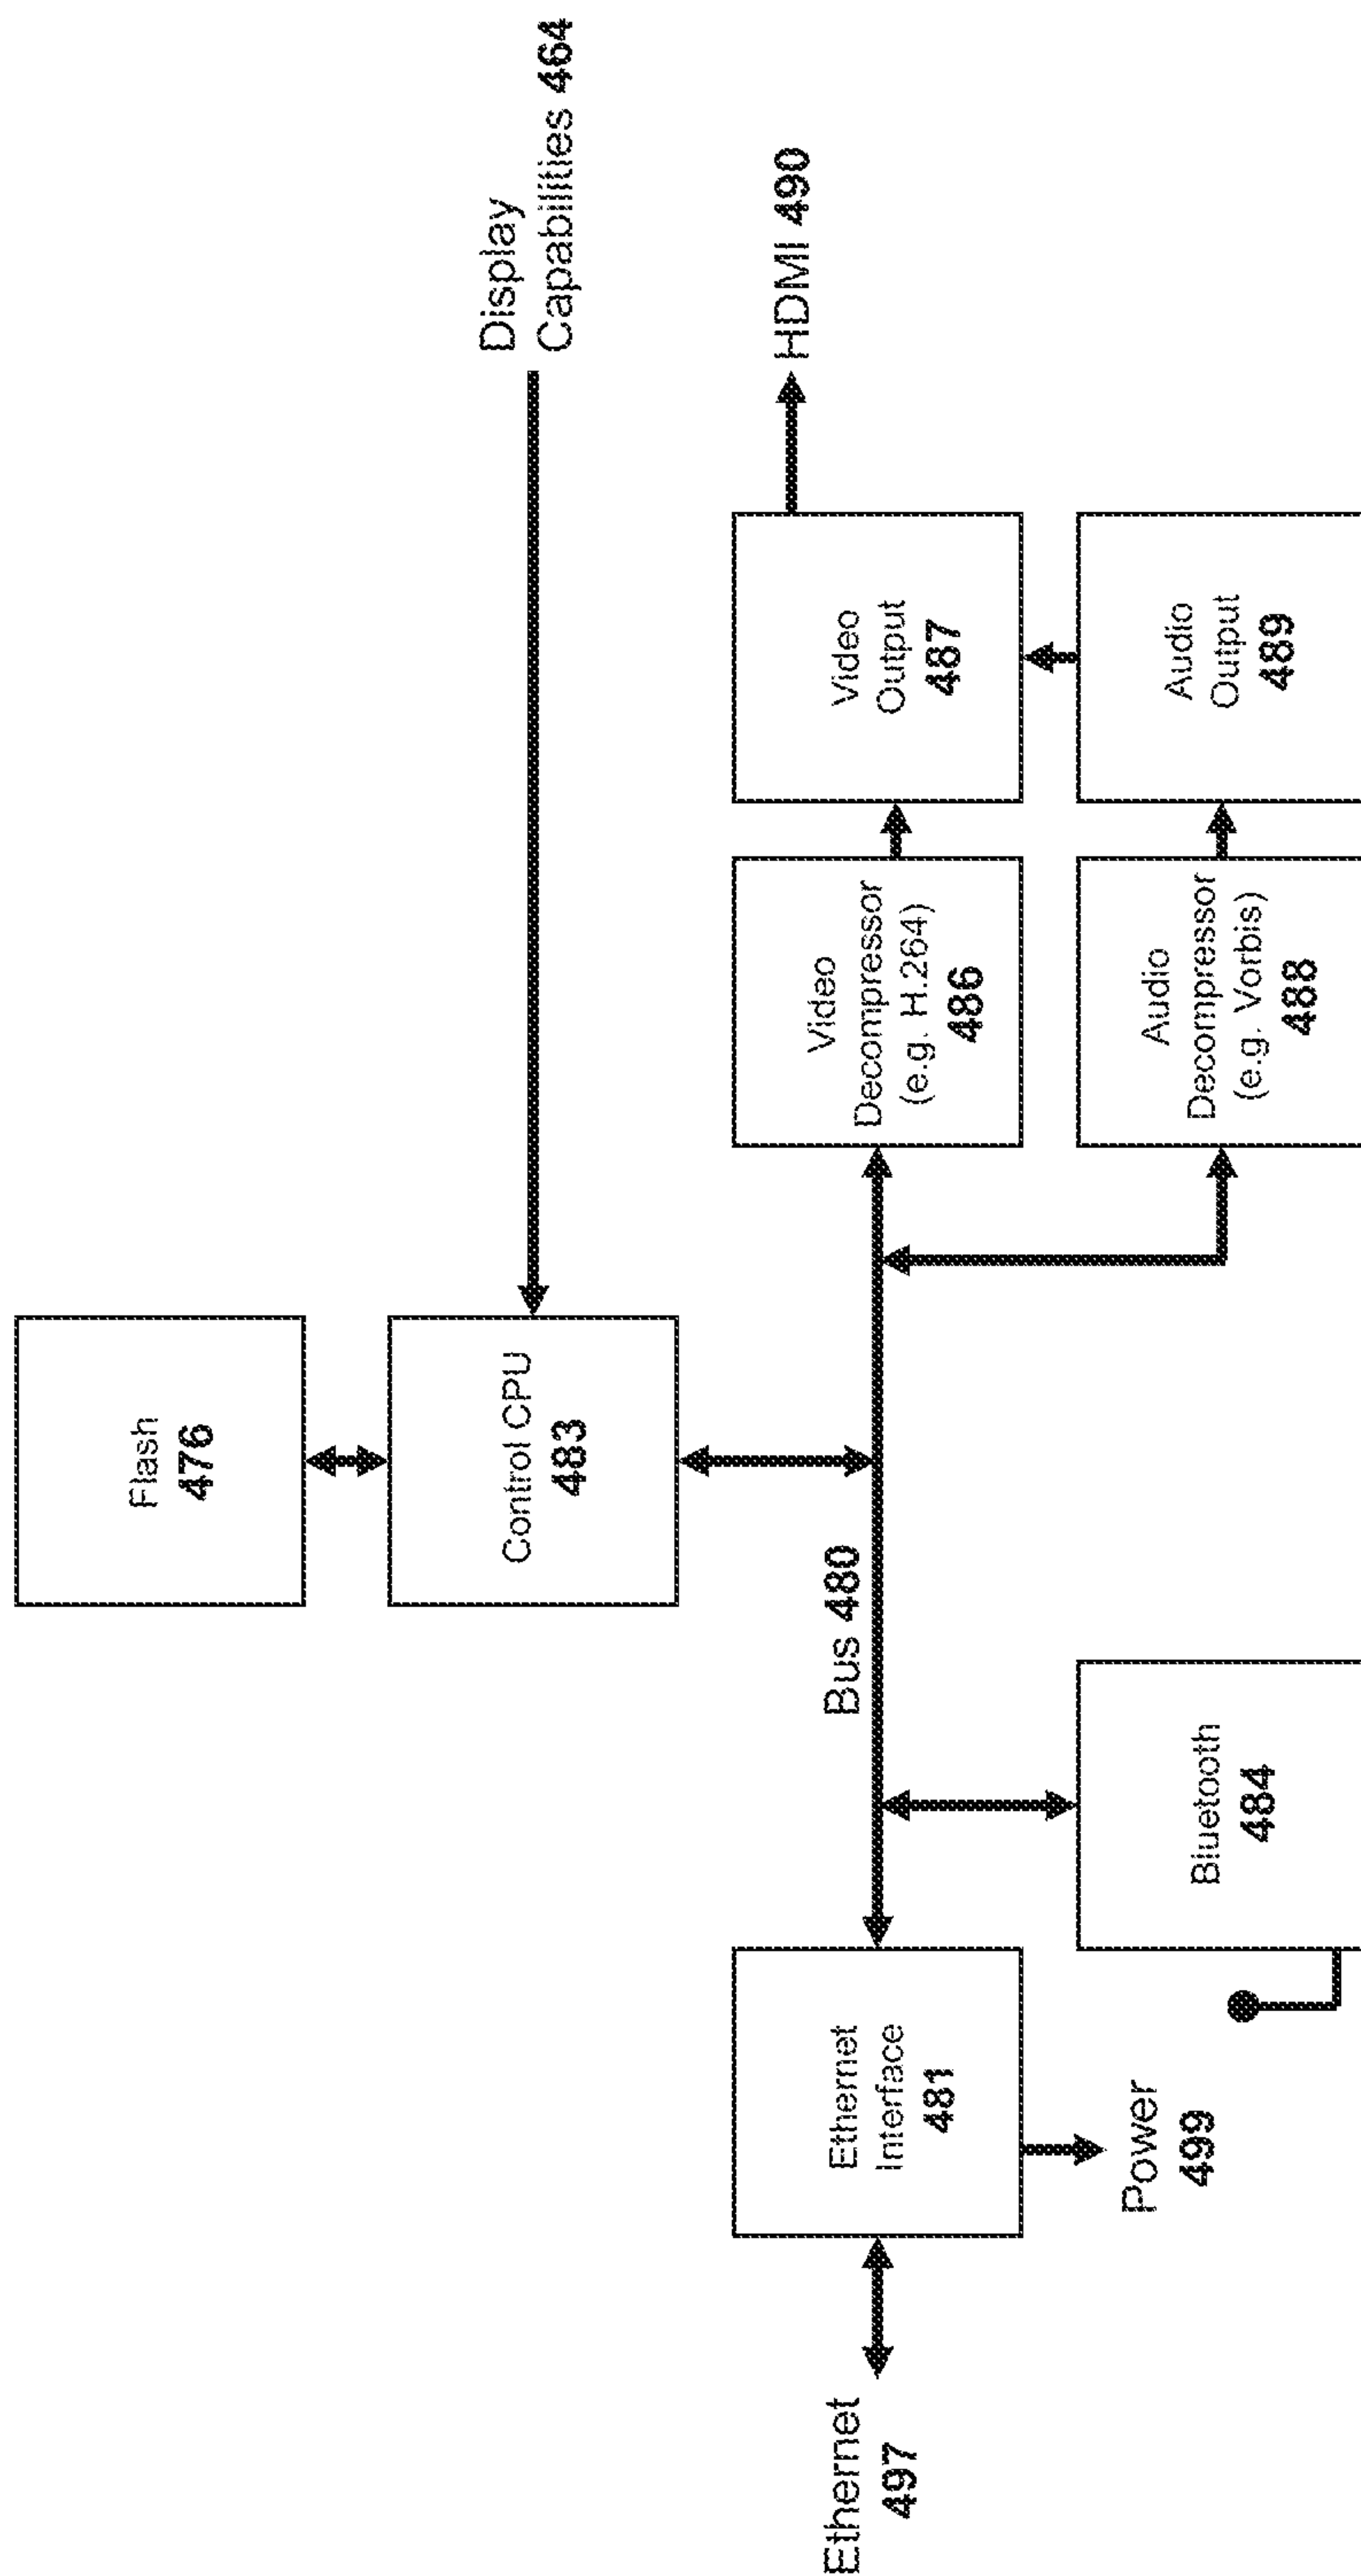 Flash
476
Display
Capabilities 464
Control CPU
483
HDMI 490
Bus 480
Ethernet
497
Ethernet
Interface
481
Video
Decompressor
(e.g. H.264)
486
Video
Output
487
Power
499
Bluetooth
484
Audio
Decompressor
(e.g. Vorbis)
488
Audio
Output
489